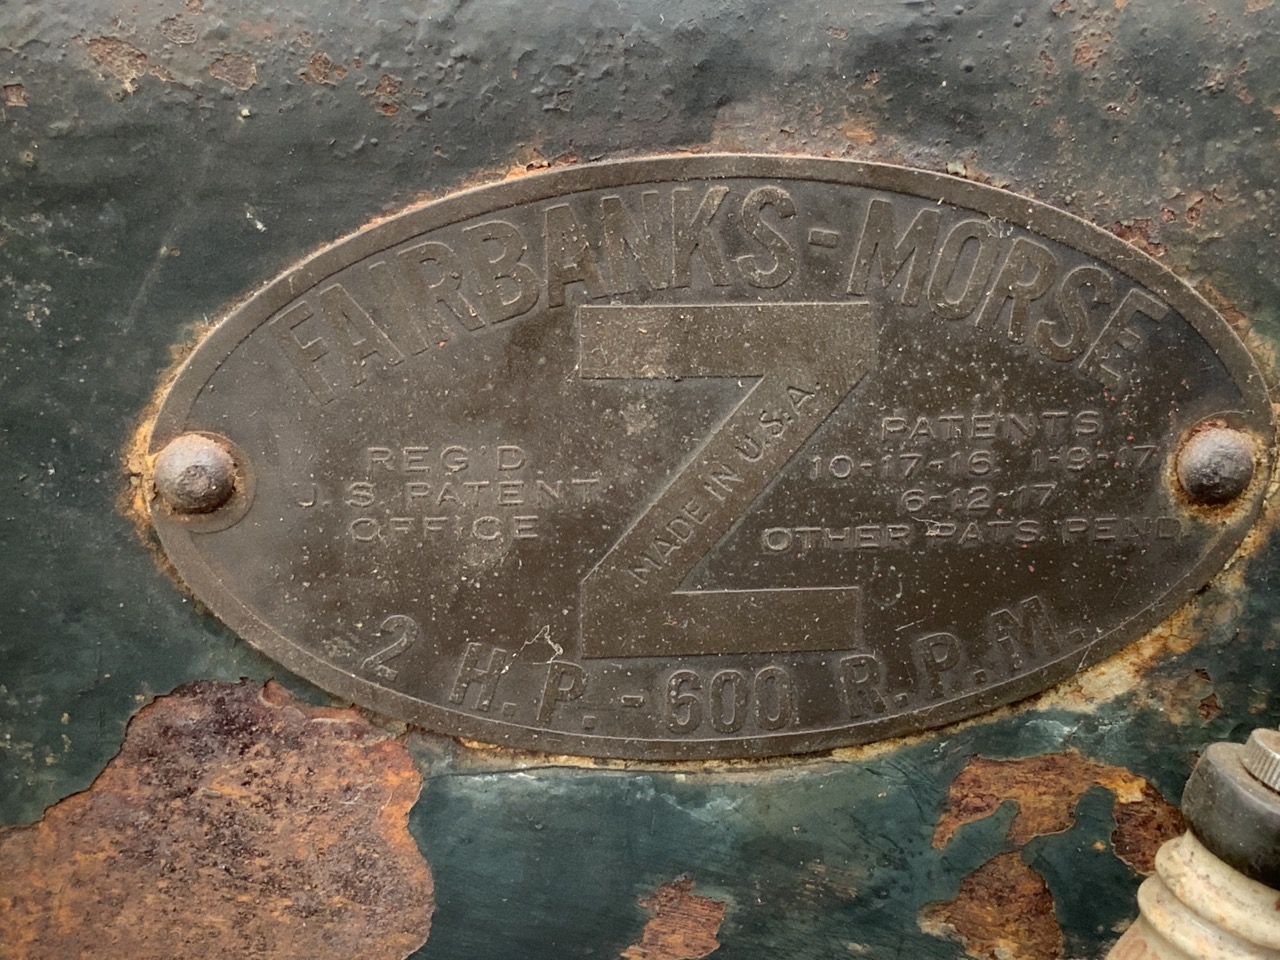 FAIRBANKS-MORSE
Z
MADE IN U.S.A.
REG'D
U.S. PATENT
OFFICE
PATENTS
10-17-16 1-9-17
6-12-17
OTHER PATS PEND
2 H.P.-600 R.P.M.